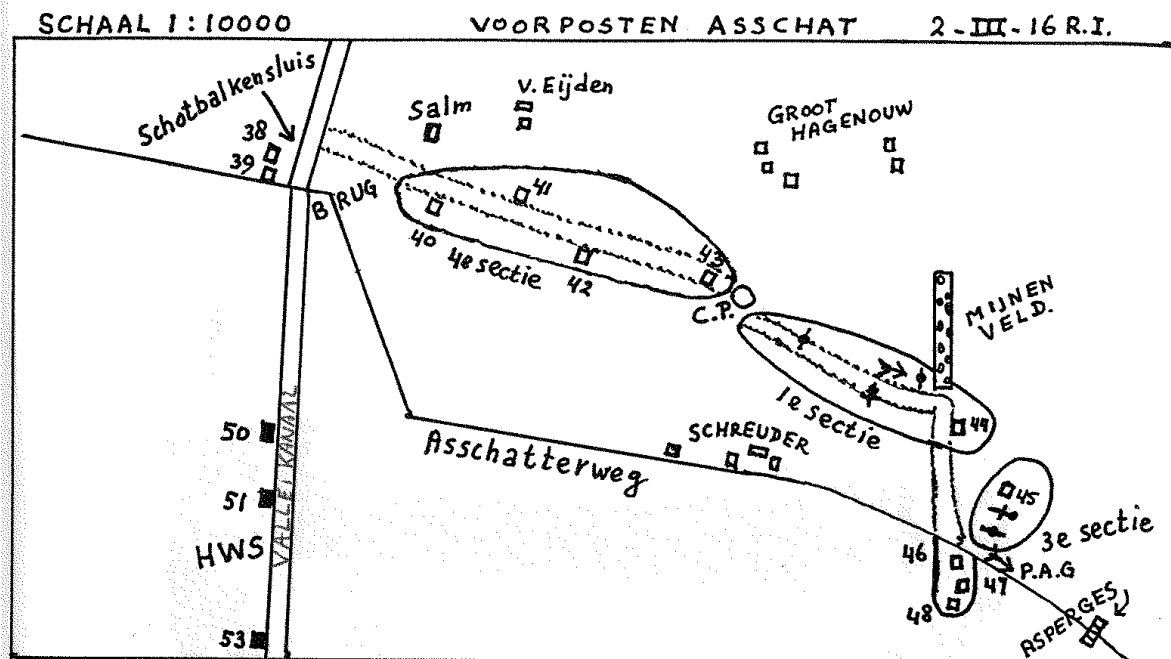 SCHAAL 1:10000 VOORPOSTEN ASSCHAT 2-III-16 R.I.
Schotbalkensluis
Salm
V. Eijden
GROOT
HAGENOUW
38
39
BRUG
41
40
4e sectie
42
43
C.P.
MIJNEN
VELD.
1e sectie
44
50
VALLEI KANAAL
51
HWS
53
SCHREUDER
Asschatterweg
45
3e sectie
46
47
P.A.G
48
ASPERGES